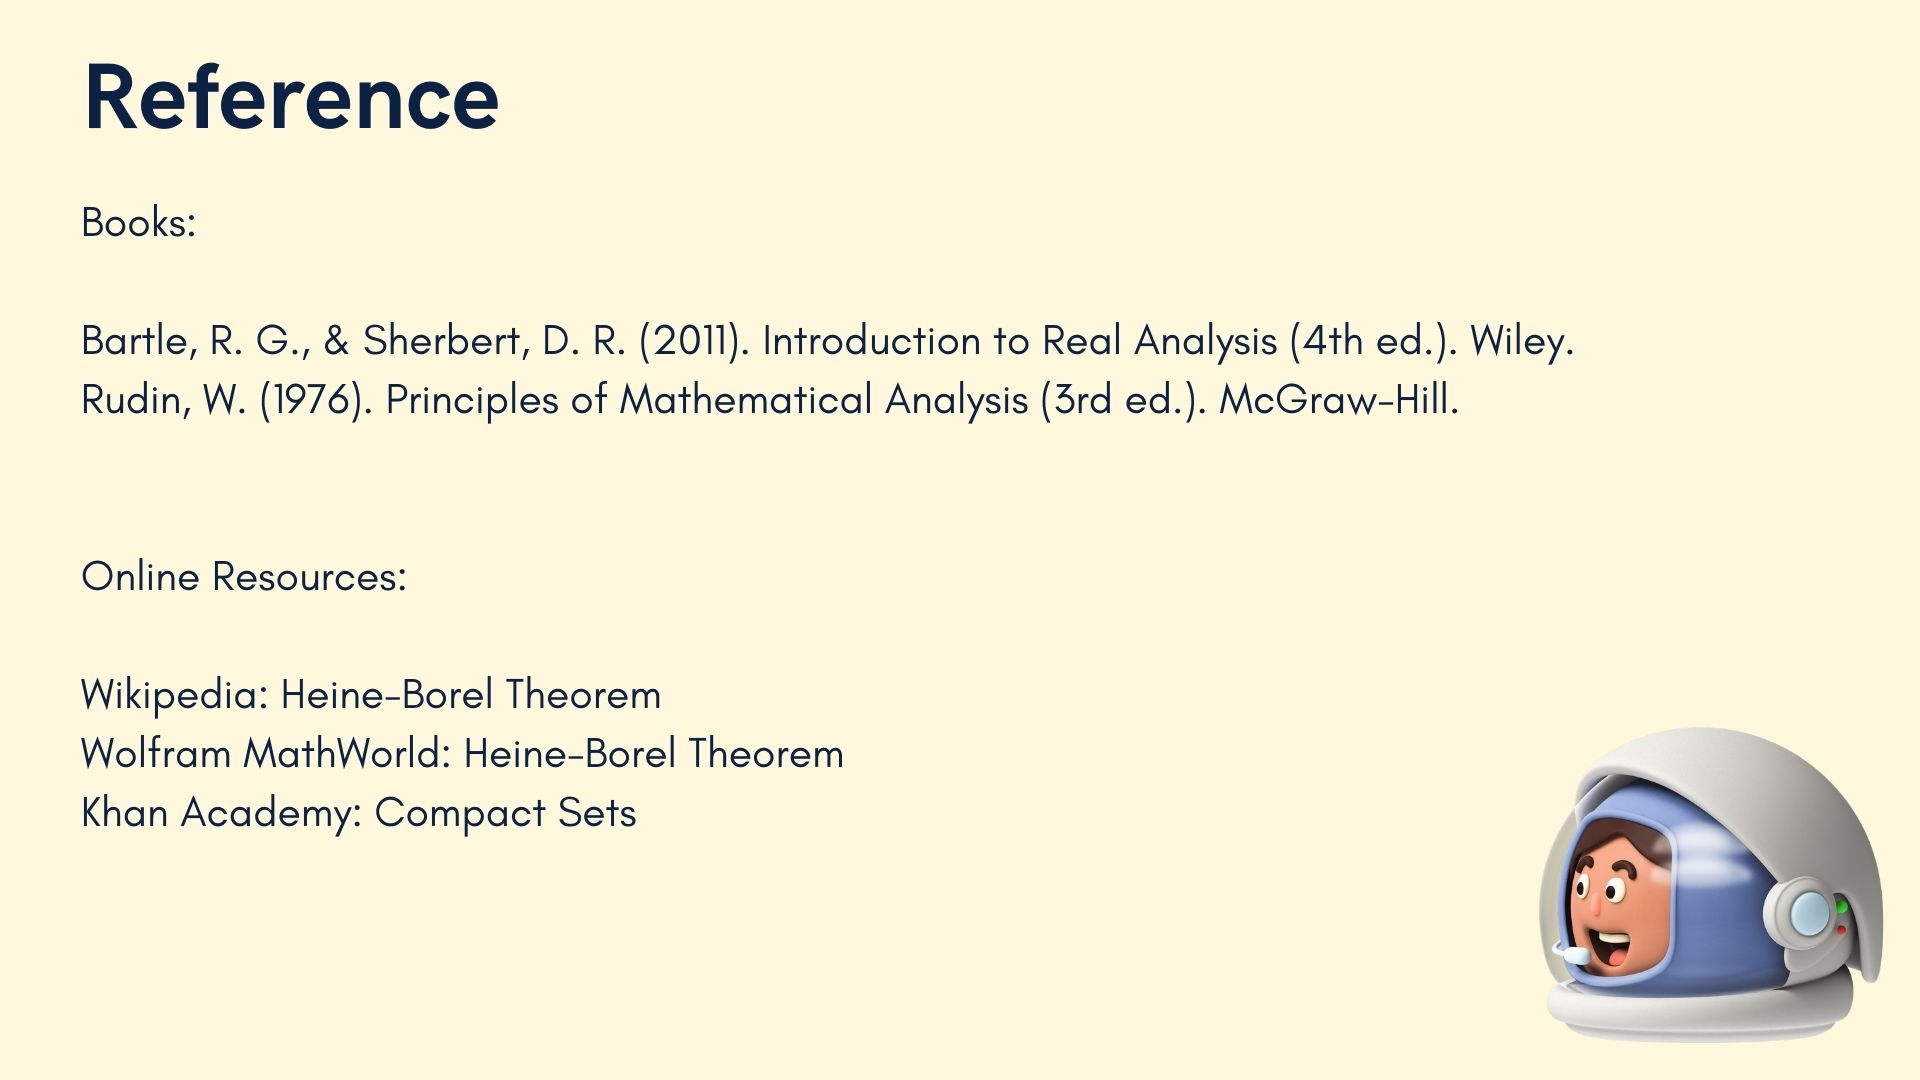 Reference
Books:
Bartle, R. G., & Sherbert, D. R. (2011). Introduction to Real Analysis (4th ed.). Wiley.
Rudin, W. (1976). Principles of Mathematical Analysis (3rd ed.). McGraw-Hill.
Online Resources:
Wikipedia: Heine-Borel Theorem
Wolfram MathWorld: Heine-Borel Theorem
Khan Academy: Compact Sets